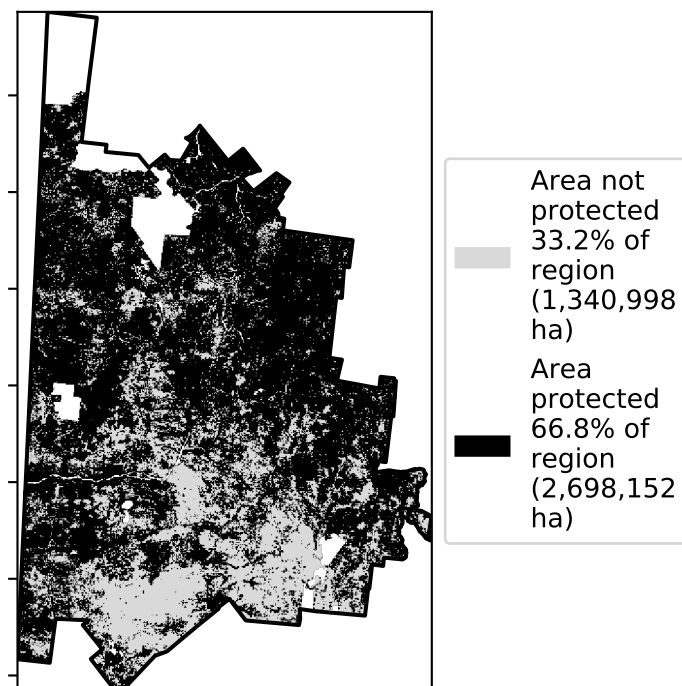 Area not
protected
33.2% of
region
(1,340,998
ha)
Area
protected
66.8% of
region
(2,698,152
ha)